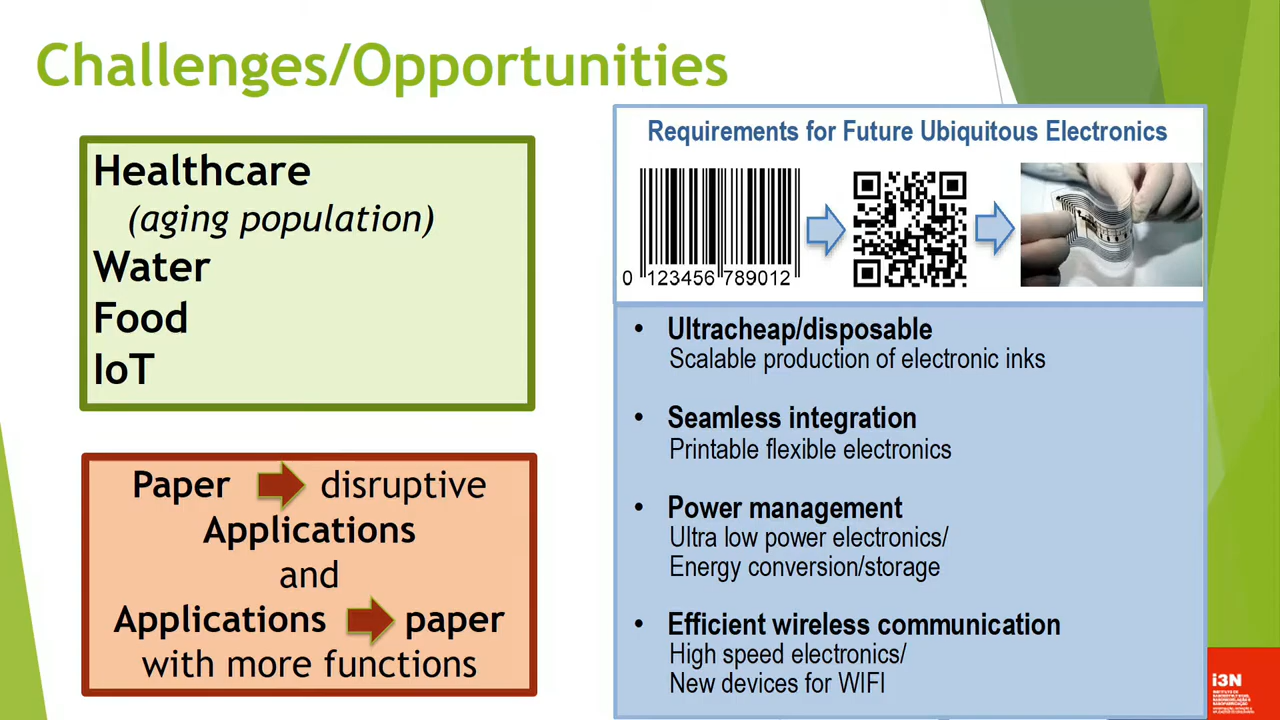 Challenges/Opportunities
Healthcare
(aging population)
Water
Food
IoT
Paper disruptive
Applications
and
Applications paper
with more functions
Requirements for Future Ubiquitous Electronics
0 123456 789012
• Ultracheap/disposable
Scalable production of electronic inks
• Seamless integration
Printable flexible electronics
• Power management
Ultra low power electronics/
Energy conversion/storage
• Efficient wireless communication
High speed electronics/
New devices for WIFI
i3N